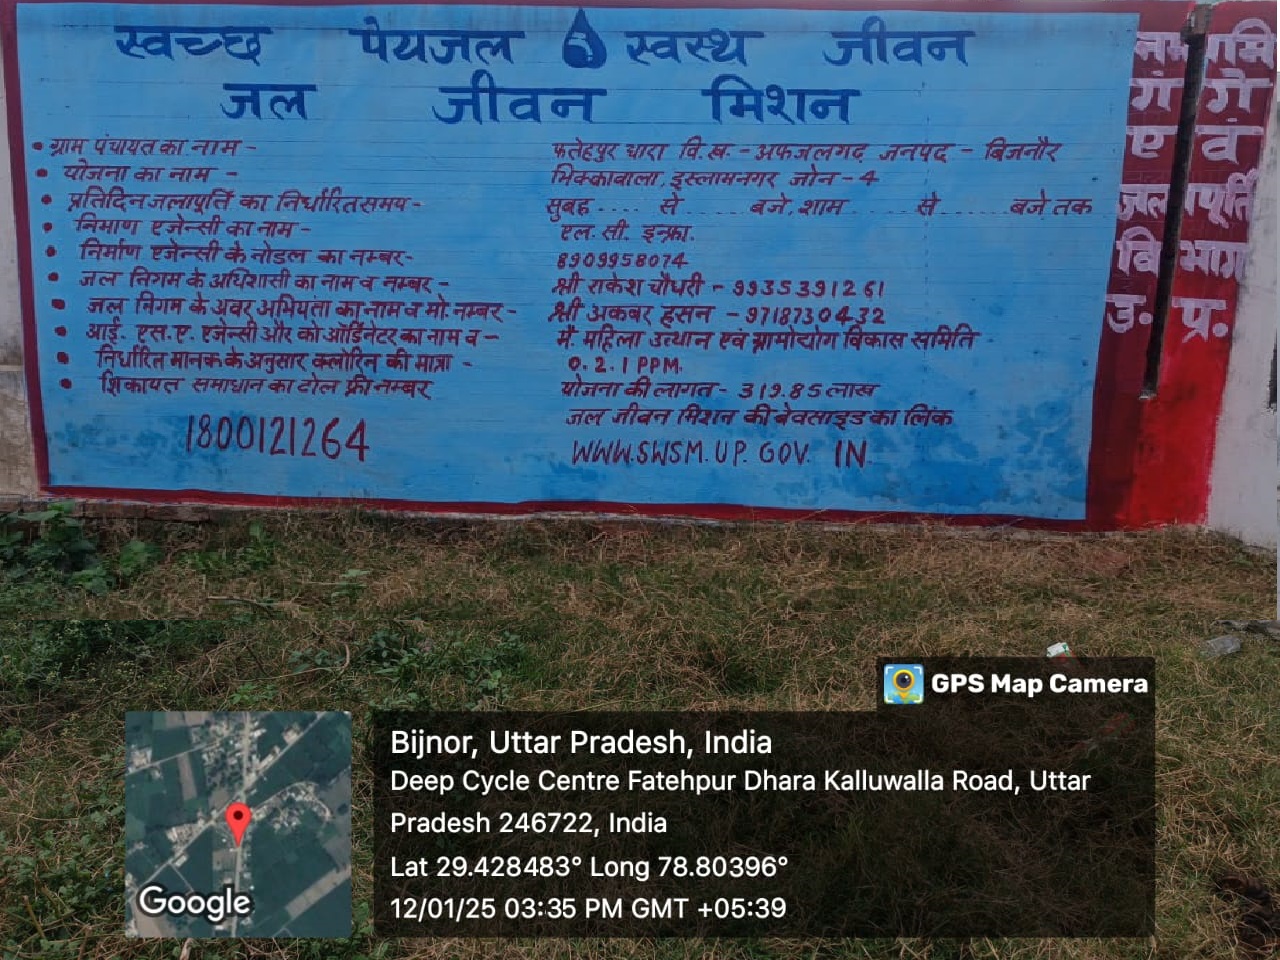 स्वच्छ पेयजल स्वस्थ जीवन
जल जीवन मिशन
• ग्राम पंचायत का नाम - फतेहपुर धारा वि.ख. - अफजलगढ़ जनपद - बिजनौर
• योजना का नाम - भिक्कावाला, इस्लामनगर जोन - 4
• प्रतिदिन जलापूर्ति का निर्धारित समय - सुबह .... से ..... बजे, शाम ..... से ...... बजे तक
• निमाण एजेन्सी का नाम - एल. सी. इन्फ्रा.
• निर्माण एजेन्सी के नोडल का नम्बर- 8909958074
• जल निगम के अधिशासी का नाम व नम्बर - श्री राकेश चौधरी - 9935391261
• जल निगम के अवर अभियंता का नाम व मो. नम्बर - श्री अकबर हसन - 9718730432
• आई. एस. ए. एजेन्सी और को ऑर्डिनेटर का नाम व - मै. महिला उत्थान एवं ग्रामोद्योग विकास समिति
• निर्धारित मानक के अनुसार क्लोरिन की मात्रा - 0.2.1 PPM.
• शिकायत समाधान का टोल फ्री नम्बर योजना की लागत - 319.85 लाख
जल जीवन मिशन की बेवसाइड का लिंक
1800121264 WWW.SWSM.UP.GOV.IN
ग्रामि
गं गे
एवं
जल पूर्ति
विभाग
उ. प्र.
GPS Map Camera
Bijnor, Uttar Pradesh, India
Deep Cycle Centre Fatehpur Dhara Kalluwalla Road, Uttar
Pradesh 246722, India
Lat 29.428483° Long 78.80396°
12/01/25 03:35 PM GMT +05:39
Google